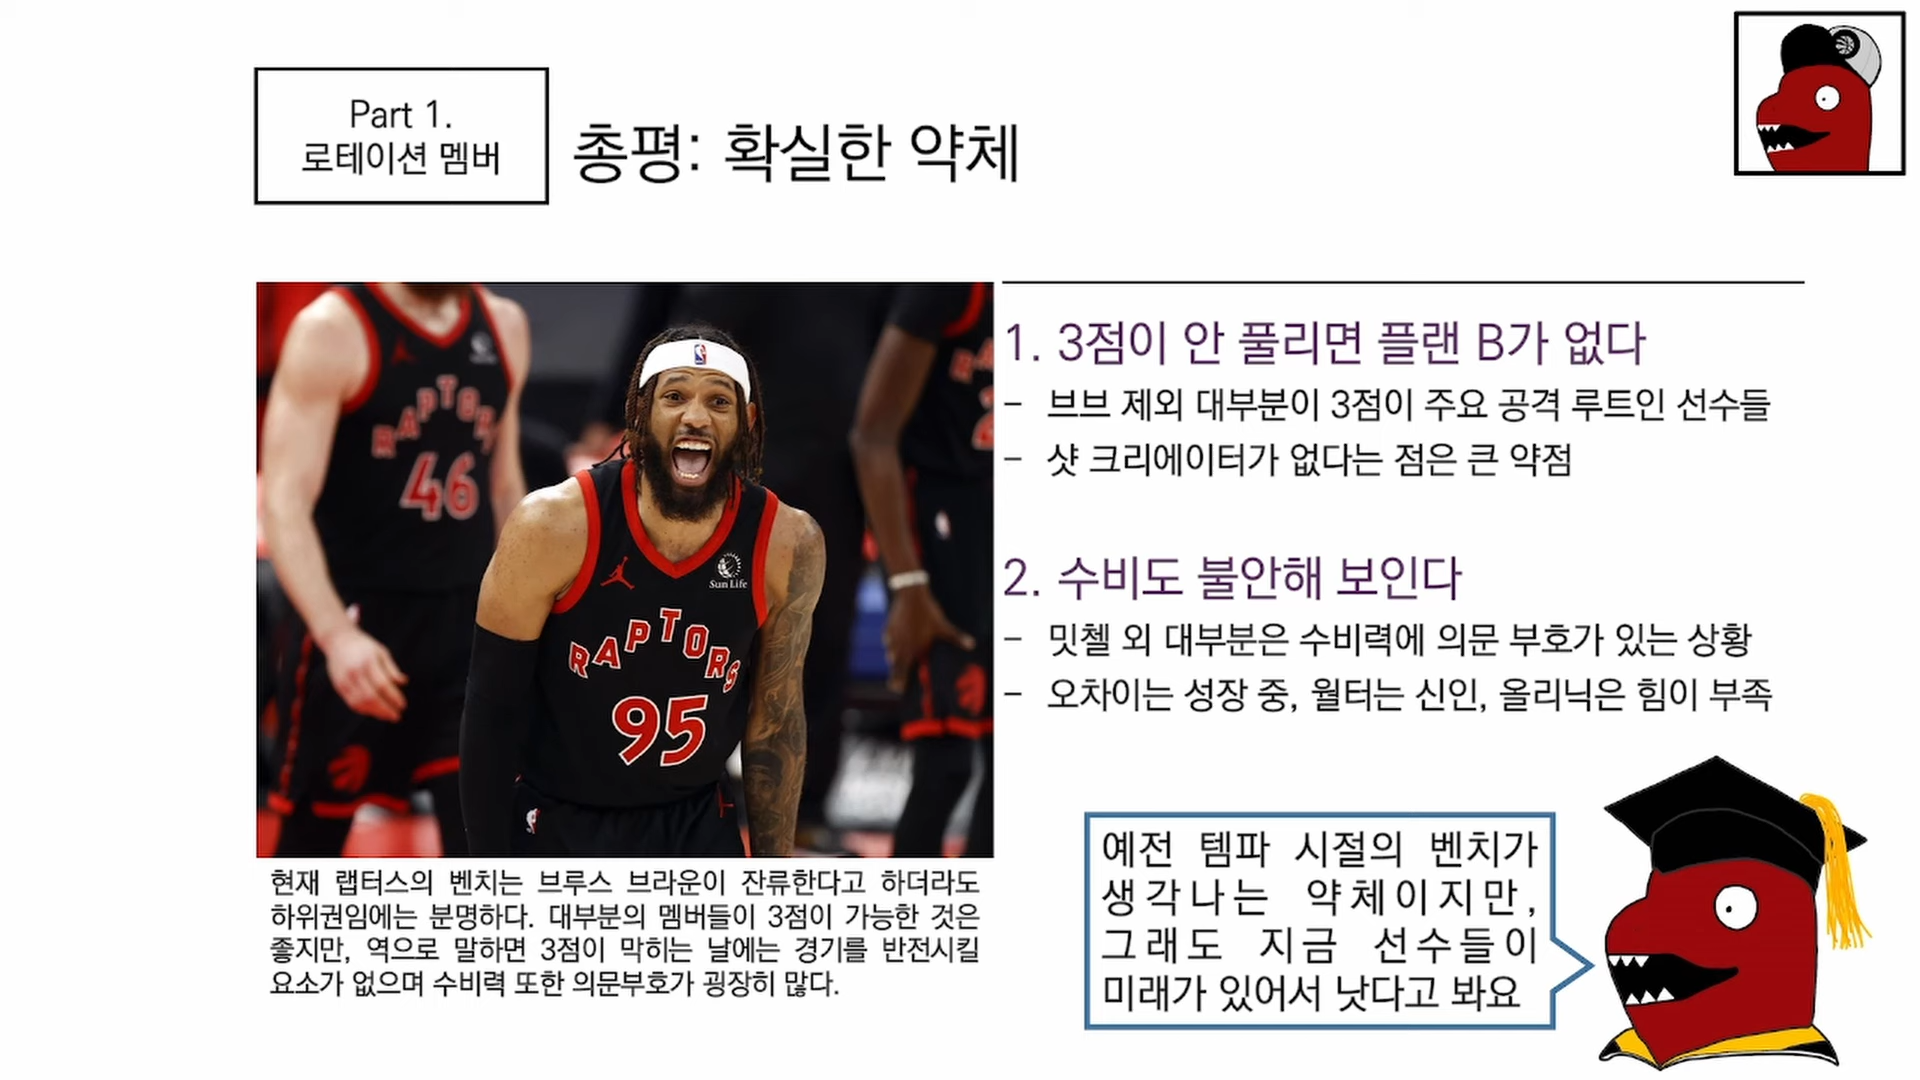 Part 1.
로테이션 멤버
총평: 확실한 약체
1. 3점이 안 풀리면 플랜 B가 없다
- 브브 제외 대부분이 3점이 주요 공격 루트인 선수들
- 샷 크리에이터가 없다는 점은 큰 약점
2. 수비도 불안해 보인다
- 밋첼 외 대부분은 수비력에 의문 부호가 있는 상황
- 오차이는 성장 중, 월터는 신인, 올리닉은 힘이 부족
RAPTORS
46
Sun Life
RAPTORS
95
현재 랩터스의 벤치는 브루스 브라운이 잔류한다고 하더라도
하위권임에는 분명하다. 대부분의 멤버들이 3점이 가능한 것은
좋지만, 역으로 말하면 3점이 막히는 날에는 경기를 반전시킬
요소가 없으며 수비력 또한 의문부호가 굉장히 많다.
예전 템파 시절의 벤치가
생각나는 약체이지만,
그래도 지금 선수들이
미래가 있어서 낫다고 봐요